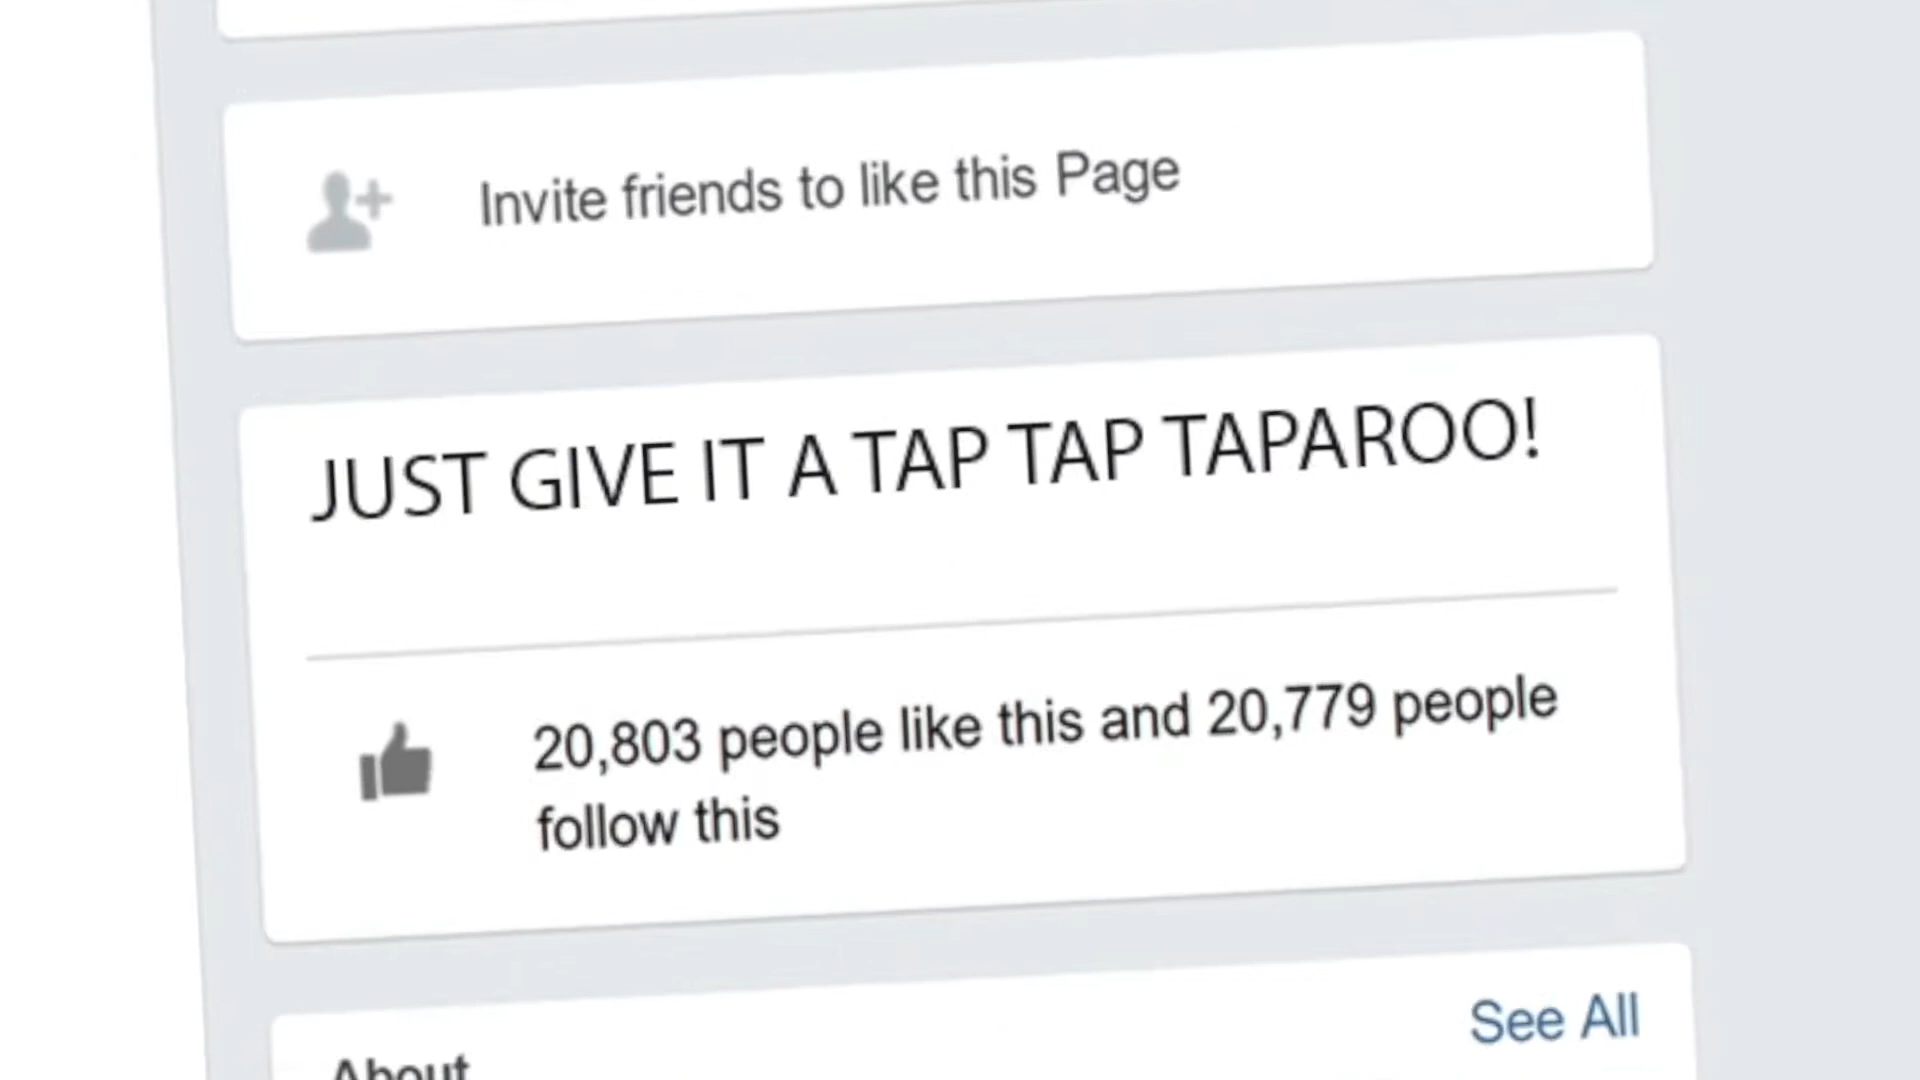 Invite friends to like this Page
JUST GIVE IT A TAP TAP TAPAROO!
20,803 people like this and 20,779 people
follow this
See All
About